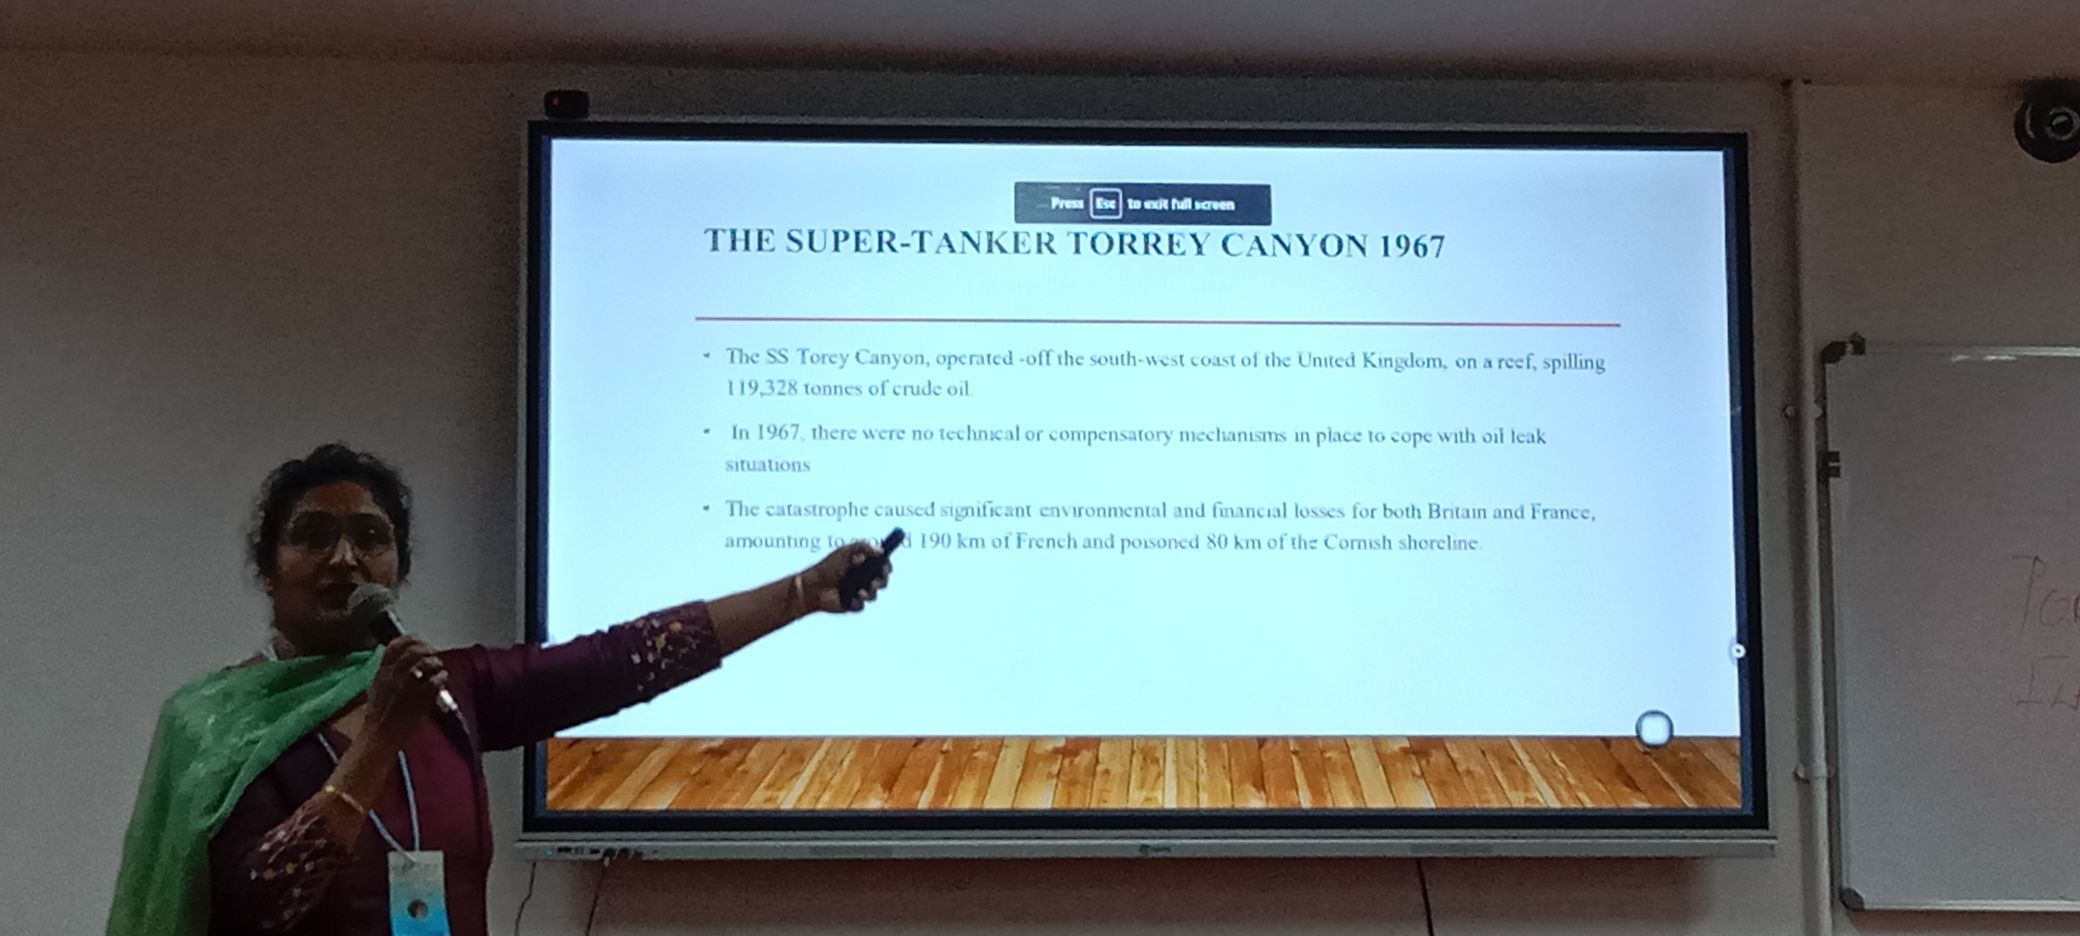 Press Esc to exit full screen
THE SUPER-TANKER TORREY CANYON 1967
The SS Torey Canyon, operated -off the south-west coast of the United Kingdom, on a reef, spilling
119,328 tonnes of crude oil.
In 1967, there were no technical or compensatory mechanisms in place to cope with oil leak
situations
The catastrophe caused significant environmental and financial losses for both Britain and France,
amounting to 190 km of French and poisoned 80 km of the Cornish shoreline.